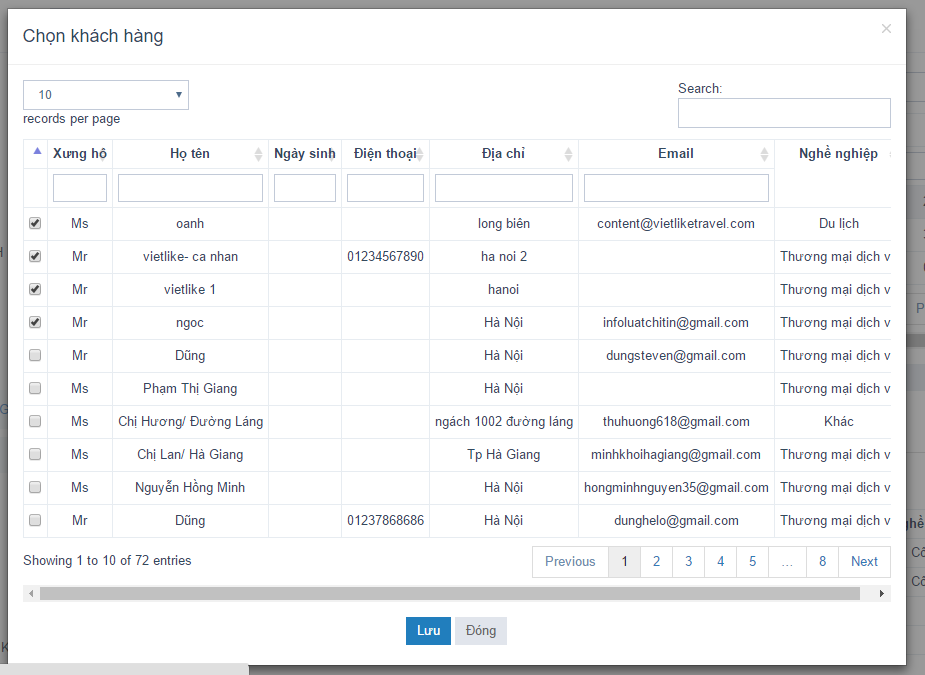 Chọn khách hàng
×
10
records per page
Search:
Xưng hô Họ tên Ngày sinh Điện thoại Địa chỉ Email Nghề nghiệp
Ms oanh long biên content@vietliketravel.com Du lịch
Mr vietlike- ca nhan 01234567890 ha noi 2 Thương mại dịch v
Mr vietlike 1 hanoi Thương mại dịch v
Mr ngoc Hà Nội infoluatchitin@gmail.com Thương mại dịch v
Mr Dũng Hà Nội dungsteven@gmail.com Thương mại dịch v
Ms Phạm Thị Giang Hà Nội Thương mại dịch v
Ms Chị Hương/ Đường Láng ngách 1002 đường láng thuhuong618@gmail.com Khác
Ms Chị Lan/ Hà Giang Tp Hà Giang minhkhoihagiang@gmail.com Thương mại dịch v
Ms Nguyễn Hồng Minh Hà Nội hongminhnguyen35@gmail.com Thương mại dịch v
Mr Dũng 01237868686 Hà Nội dunghelo@gmail.com Thương mại dịch v
Showing 1 to 10 of 72 entries
Previous 1 2 3 4 5 … 8 Next
Lưu Đóng